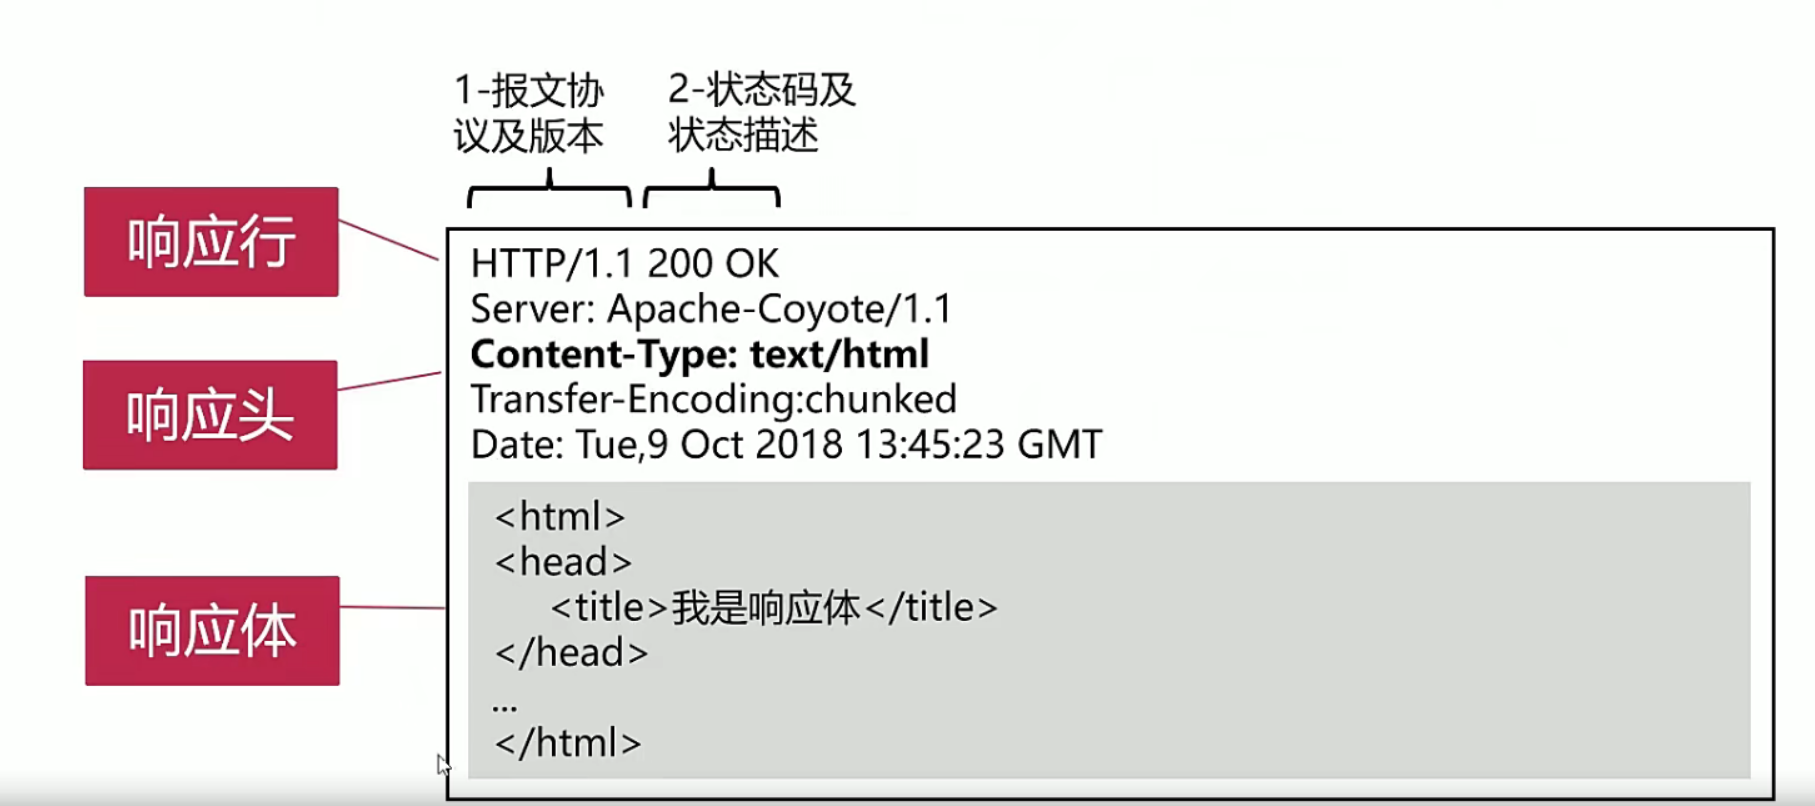 1-报文协
议及版本
2-状态码及
状态描述
响应行
HTTP/1.1 200 OK
Server: Apache-Coyote/1.1
响应头
Content-Type: text/html
Transfer-Encoding:chunked
Date: Tue,9 Oct 2018 13:45:23 GMT
响应体
<html>
<head>
<title>我是响应体</title>
</head>
...
</html>